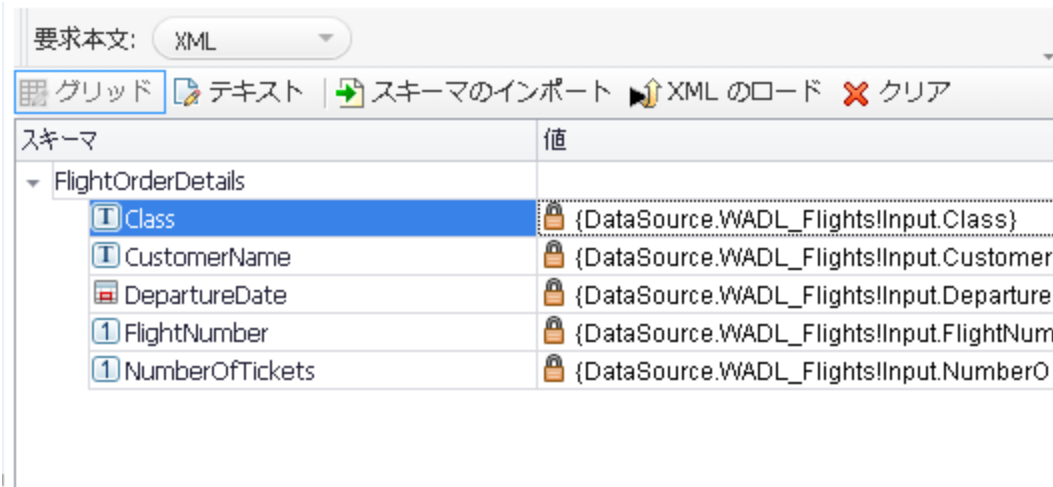 要求本文: XML
グリッド テキスト スキーマのインポート XML のロード クリア
スキーマ 値
FlightOrderDetails
Class {DataSource.WADL_Flights!Input.Class}
CustomerName {DataSource.WADL_Flights!Input.Customer
DepartureDate {DataSource.WADL_Flights!Input.Departure
FlightNumber {DataSource.WADL_Flights!Input.FlightNum
NumberOfTickets {DataSource.WADL_Flights!Input.NumberO